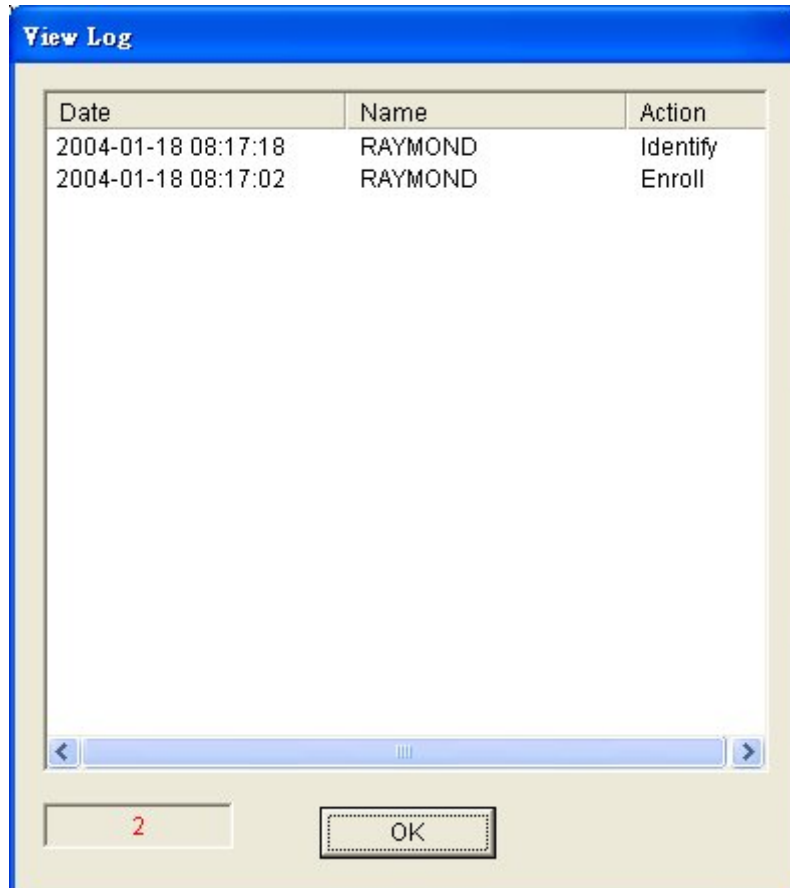 View Log
Date Name Action
2004-01-18 08:17:18 RAYMOND Identify
2004-01-18 08:17:02 RAYMOND Enroll
2 OK